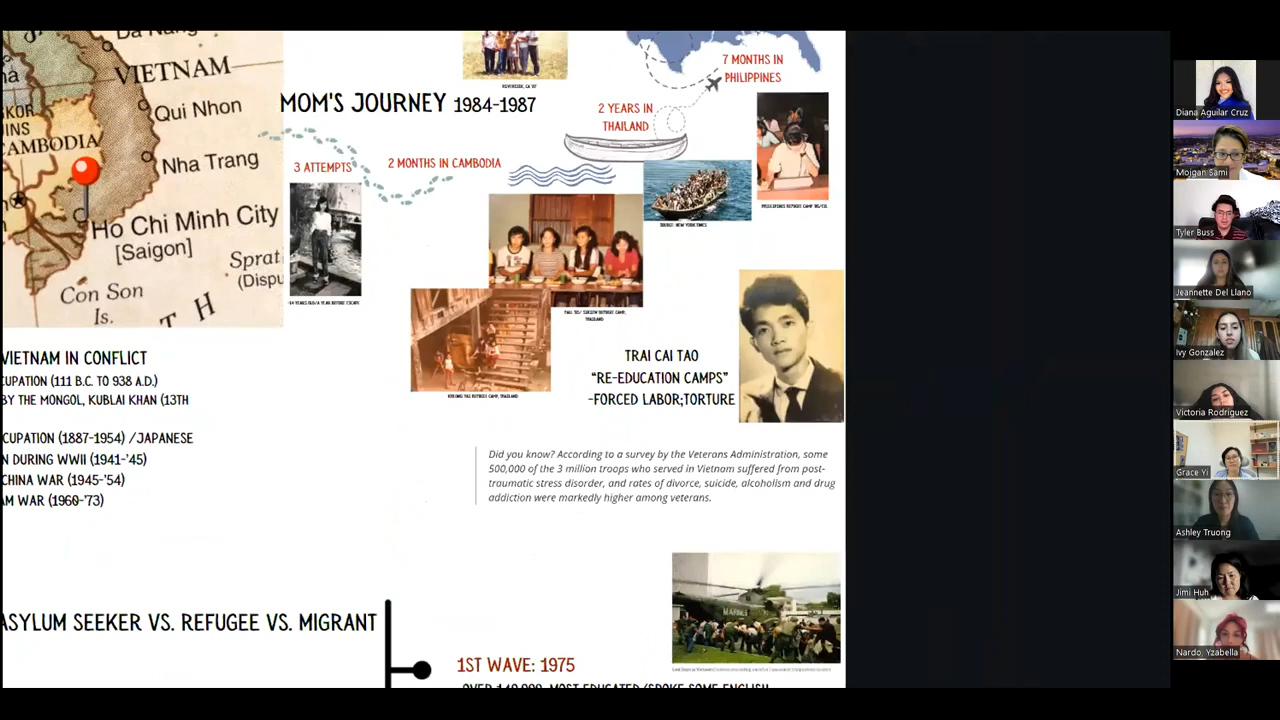 Da Nang
VIETNAM
Qui Nhon
CAMBODIA
Nha Trang
Ho Chi Minh City
[Saigon]
Con Son
Is.
T H
MOM'S JOURNEY 1984-1987
7 MONTHS IN
PHILIPPINES
2 YEARS IN
THAILAND
3 ATTEMPTS
2 MONTHS IN CAMBODIA
SOURCE: NEW YORK TIMES
TRAI CAI TAO
“RE-EDUCATION CAMPS”
-FORCED LABOR;TORTURE
VIETNAM IN CONFLICT
CUPATION (111 B.C. TO 938 A.D.)
BY THE MONGOL, KUBLAI KHAN (13TH
CUPATION (1887-1954) /JAPANESE
N DURING WWII (1941-'45)
CHINA WAR (1945-'54)
AM WAR (1960-'73)
Did you know? According to a survey by the Veterans Administration, some
500,000 of the 3 million troops who served in Vietnam suffered from post-
traumatic stress disorder, and rates of divorce, suicide, alcoholism and drug
addiction were markedly higher among veterans.
ASYLUM SEEKER VS. REFUGEE VS. MIGRANT
1ST WAVE: 1975
Diana Aguilar Cruz
Mojgan Sami
Tyler Buss
Jeannette Del Llano
Ivy Gonzalez
Victoria Rodriguez
Grace Yi
Ashley Truong
Jimi Huh
Nardo, Yzabella